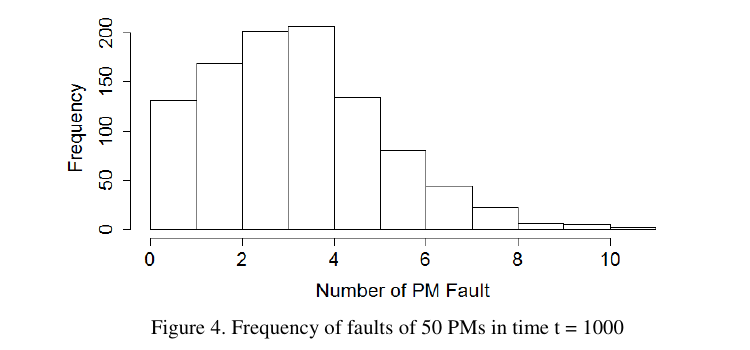 200
150
100
50
0
Frequency
0 2 4 6 8 10
Number of PM Fault
Figure 4. Frequency of faults of 50 PMs in time t = 1000